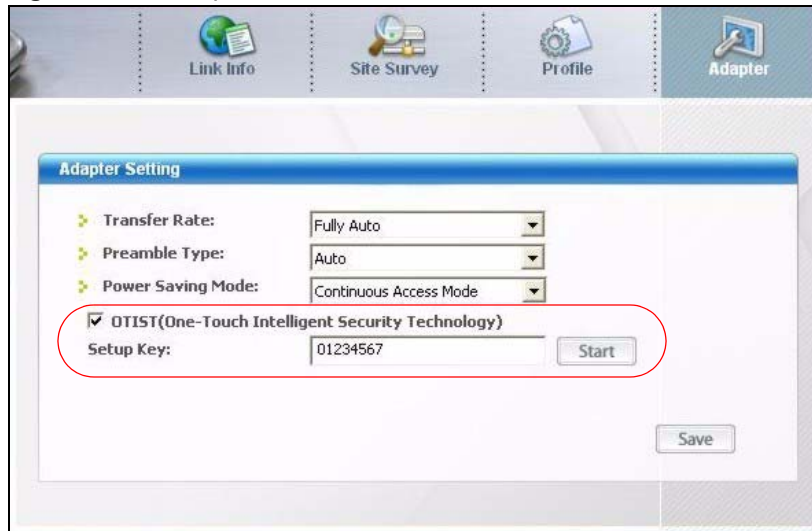 Link Info
Site Survey
Profile
Adapter
Adapter Setting
Transfer Rate: Fully Auto
Preamble Type: Auto
Power Saving Mode: Continuous Access Mode
OTIST(One-Touch Intelligent Security Technology)
Setup Key: 01234567 Start
Save